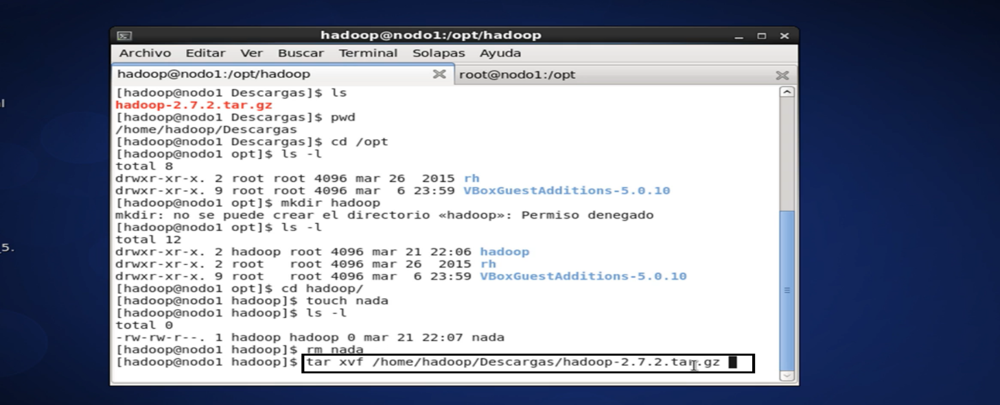 l
5.
hadoop@nodo1:/opt/hadoop
Archivo Editar Ver Buscar Terminal Solapas Ayuda
hadoop@nodo1:/opt/hadoop root@nodo1:/opt
[hadoop@nodo1 Descargas]$ ls
hadoop-2.7.2.tar.gz
[hadoop@nodo1 Descargas]$ pwd
/home/hadoop/Descargas
[hadoop@nodo1 Descargas]$ cd /opt
[hadoop@nodo1 opt]$ ls -l
total 8
drwxr-xr-x. 2 root root 4096 mar 26  2015 rh
drwxr-xr-x. 9 root root 4096 mar  6 23:59 VBoxGuestAdditions-5.0.10
[hadoop@nodo1 opt]$ mkdir hadoop
mkdir: no se puede crear el directorio «hadoop»: Permiso denegado
[hadoop@nodo1 opt]$ ls -l
total 12
drwxr-xr-x. 2 hadoop root 4096 mar 21 22:06 hadoop
drwxr-xr-x. 2 root   root 4096 mar 26  2015 rh
drwxr-xr-x. 9 root   root 4096 mar  6 23:59 VBoxGuestAdditions-5.0.10
[hadoop@nodo1 opt]$ cd hadoop/
[hadoop@nodo1 hadoop]$ touch nada
[hadoop@nodo1 hadoop]$ ls -l
total 0
-rw-rw-r--. 1 hadoop hadoop 0 mar 21 22:07 nada
[hadoop@nodo1 hadoop]$ rm nada
[hadoop@nodo1 hadoop]$ tar xvf /home/hadoop/Descargas/hadoop-2.7.2.tar.gz